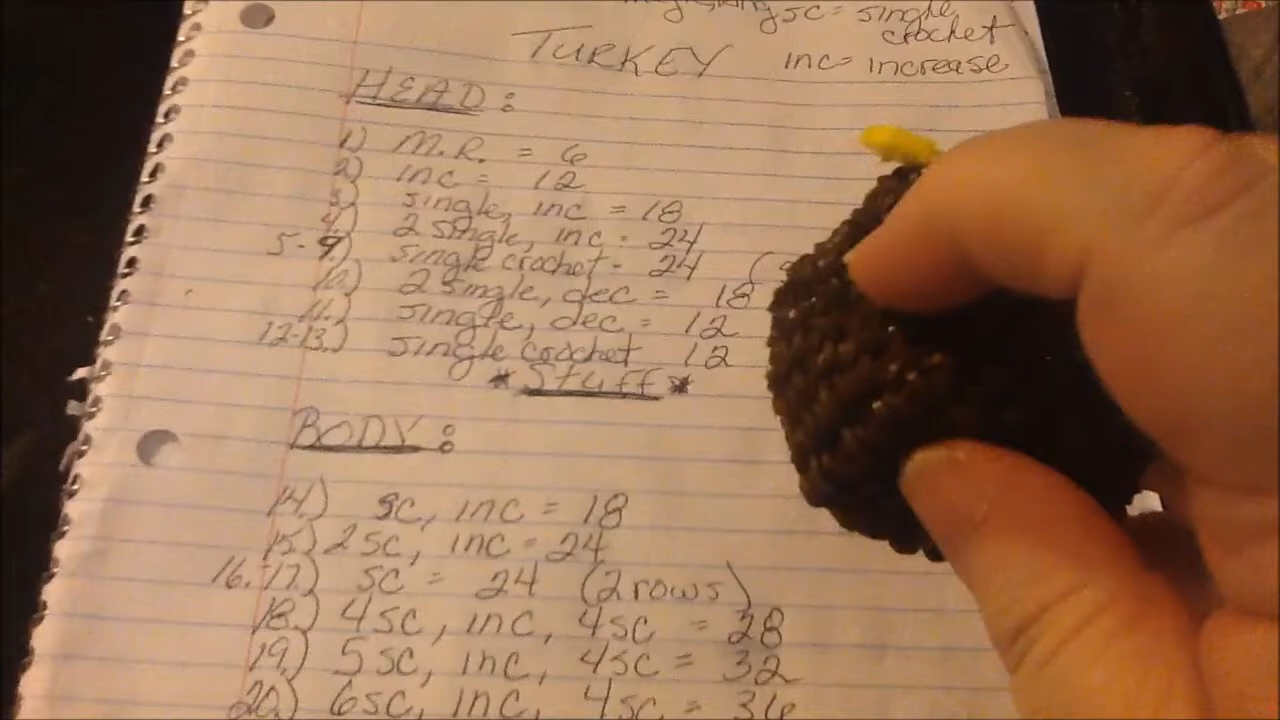 sc = single
crochet
TURKEY inc = increase
HEAD:
1) M.R. = 6
2) inc = 12
3) single, inc = 18
4) 2 single, inc = 24
5-9) single crochet - 24 (
10.) 2 single, dec = 18
11.) single, dec = 12
12-13.) single crochet 12
*Stuff*
BODY:
14.) sc, inc = 18
15.) 2 sc, inc = 24
16.-17.) sc = 24 (2 rows)
18.) 4sc, inc, 4sc = 28
19.) 5sc, inc, 4sc = 32
20.) 6sc, inc, 4sc = 36